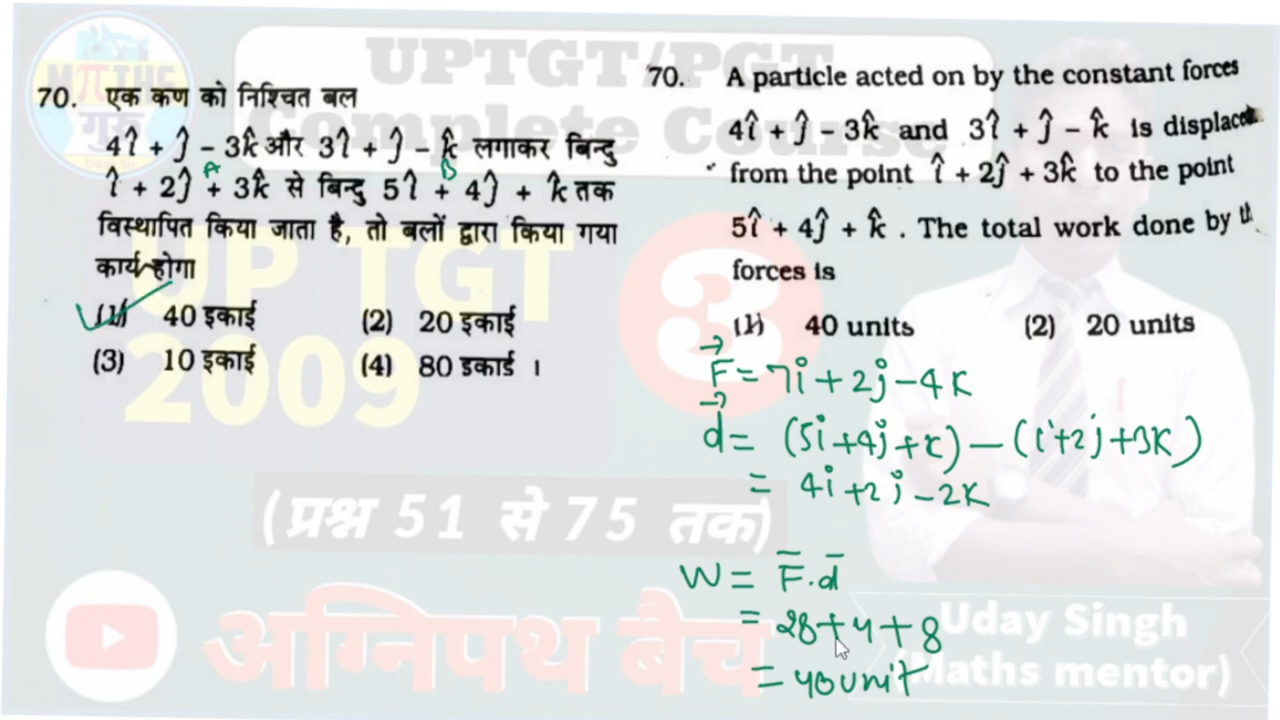 MπTHE
गुरु
UPTGT/PGT
Complete Course
70. एक कण को निश्चित बल
4î + ĵ – 3k̂ और 3î + ĵ – k̂ लगाकर बिन्दु
A B
î + 2ĵ + 3k̂ से बिन्दु 5î + 4ĵ + k̂ तक
विस्थापित किया जाता है, तो बलों द्वारा किया गया
कार्य होगा
(1) 40 इकाई (2) 20 इकाई
(3) 10 इकाई (4) 80 इकाई ।
70. A particle acted on by the constant forces
4î + ĵ – 3k̂ and 3î + ĵ – k̂ is displaced
from the point î + 2ĵ + 3k̂ to the point
5î + 4ĵ + k̂ . The total work done by
forces is
(1) 40 units (2) 20 units
F = 7i + 2j – 4k
d = (5i + 4j + k) – (i + 2j + 3k)
= 4i + 2j – 2k
W = F̅.d̅
= 28 + 4 + 8
= 40 unit
UP TGT
2009
3
(प्रश्न 51 से 75 तक)
अग्निपथ बैच
Uday Singh
(Maths mentor)